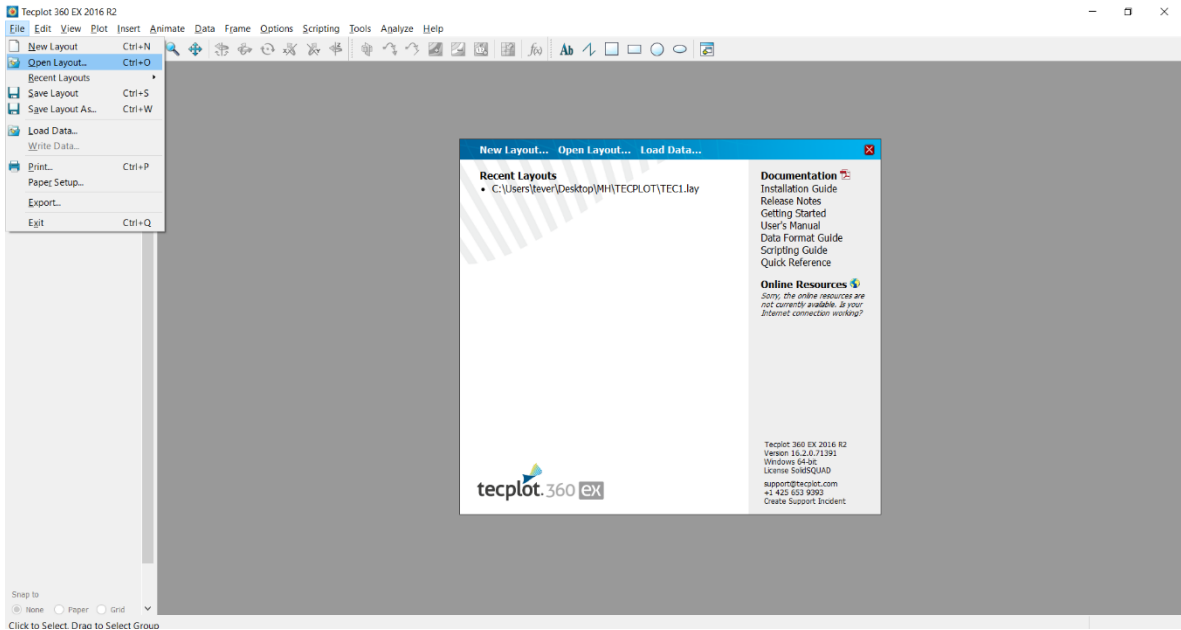 Tecplot 360 EX 2016 R2
File Edit View Plot Insert Animate Data Frame Options Scripting Tools Analyze Help
New Layout Ctrl+N
Open Layout... Ctrl+O
Recent Layouts
Save Layout Ctrl+S
Save Layout As... Ctrl+W
Load Data...
Write Data...
Print... Ctrl+P
Paper Setup...
Export...
Exit Ctrl+Q
Ab
f(x)
New Layout... Open Layout... Load Data...
Recent Layouts
• C:\Users\tever\Desktop\MH\TECPLOT\TEC1.lay
Documentation
Installation Guide
Release Notes
Getting Started
User's Manual
Data Format Guide
Scripting Guide
Quick Reference
Online Resources
Sorry, the online resources are
not currently available. Is your
Internet connection working?
tecplot. 360 EX
Tecplot 360 EX 2016 R2
Version 16.2.0.71391
Windows 64-bit
License SolidSQUAD
support@tecplot.com
+1 425 653 9393
Create Support Incident
Snap to
None Paper Grid
Click to Select, Drag to Select Group